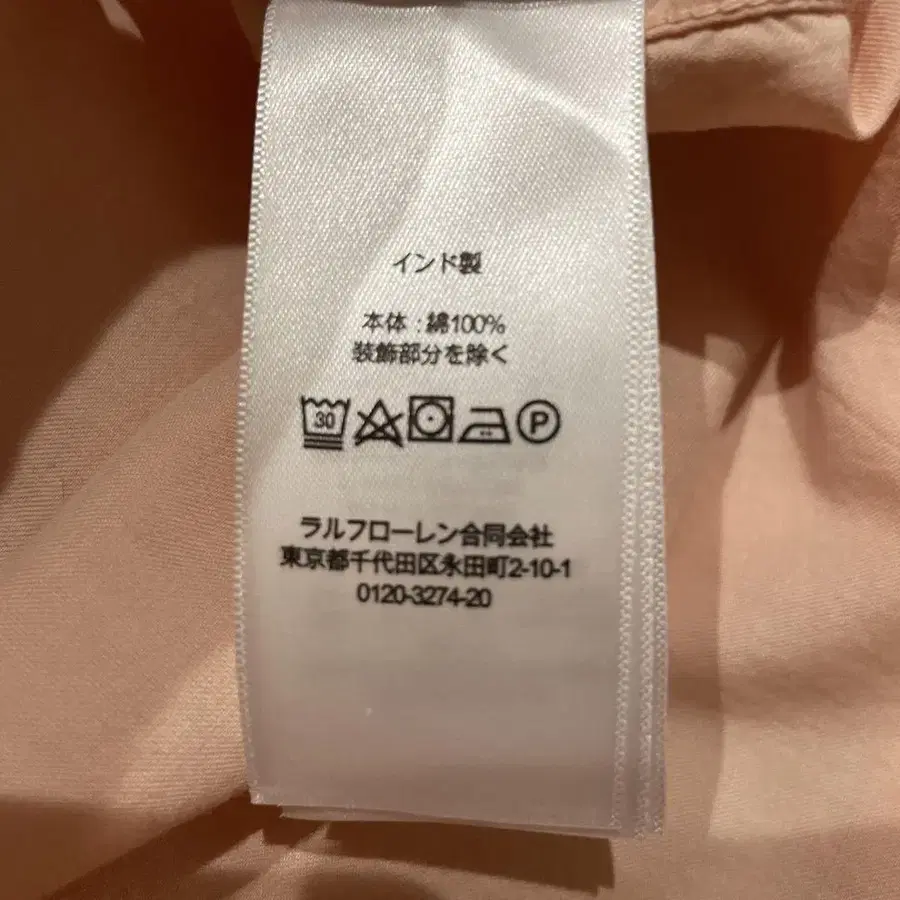 インド製
本体：綿100%
装飾部分を除く
30 P
ラルフローレン合同会社
東京都千代田区永田町2-10-1
0120-3274-20